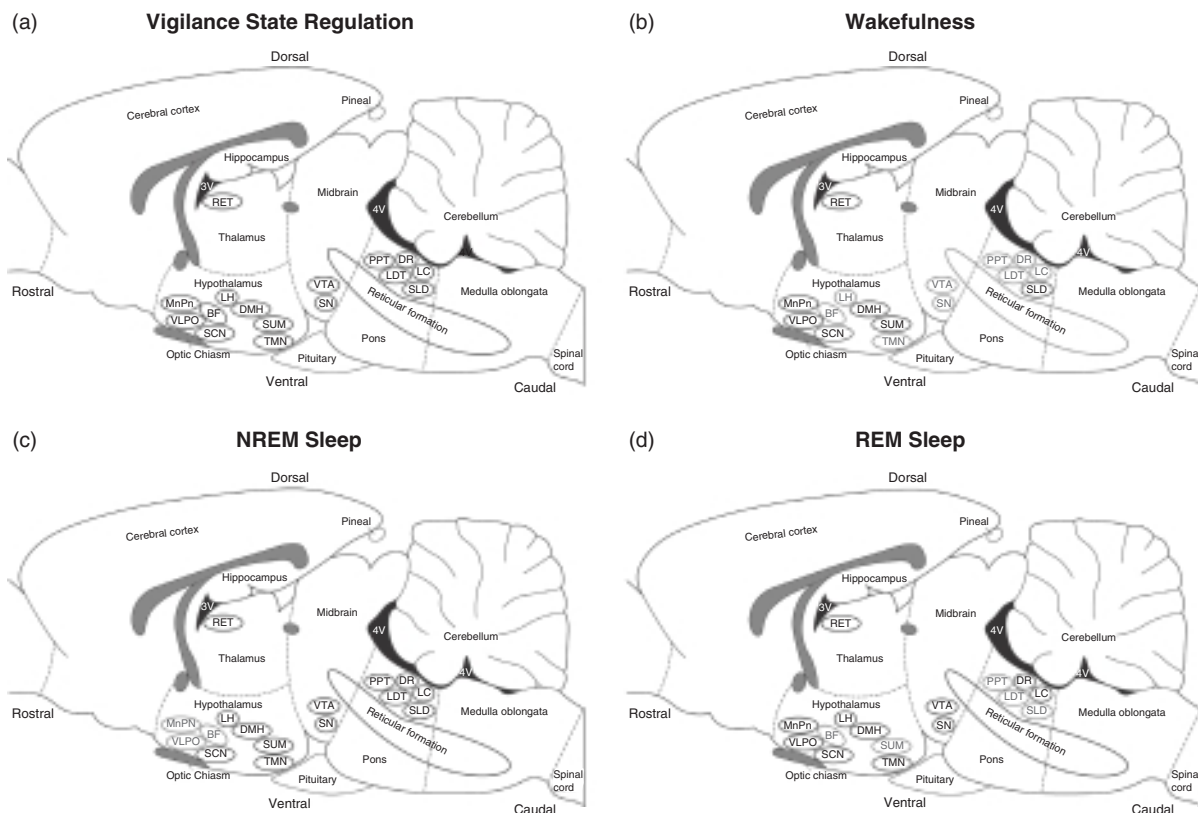 (a)
Vigilance State Regulation
Dorsal
Pineal
Cerebral cortex
Hippocampus
3V
RET
Midbrain
4V
Cerebellum
Thalamus
PPT
DR
LDT
LC
SLD
Hypothalamus
Rostral
MnPn
LH
BF
DMH
VLPO
SCN
SUM
TMN
VTA
SN
Reticular formation
Medulla oblongata
Optic Chiasm
Pituitary
Pons
Spinal
cord
Ventral
Caudal
(b)
Wakefulness
Dorsal
Pineal
Cerebral cortex
Hippocampus
3V
RET
Midbrain
4V
Cerebellum
4V
Thalamus
PPT
DR
LDT
LC
SLD
Hypothalamus
Rostral
MnPn
LH
BF
DMH
VLPO
SCN
SUM
TMN
VTA
SN
Reticular formation
Medulla oblongata
Optic Chiasm
Pituitary
Pons
Spinal
cord
Ventral
Caudal
(c)
NREM Sleep
Dorsal
Pineal
Cerebral cortex
Hippocampus
3V
RET
Midbrain
4V
Cerebellum
4V
Thalamus
PPT
DR
LDT
LC
SLD
Hypothalamus
Rostral
MnPN
LH
BF
DMH
VLPO
SCN
SUM
TMN
VTA
SN
Reticular formation
Medulla oblongata
Optic Chiasm
Pituitary
Pons
Spinal
cord
Ventral
Caudal
(d)
REM Sleep
Dorsal
Pineal
Cerebral cortex
Hippocampus
3V
RET
Midbrain
4V
Cerebellum
4V
Thalamus
PPT
DR
LDT
LC
SLD
Hypothalamus
Rostral
MnPn
LH
BF
DMH
VLPO
SCN
SUM
TMN
VTA
SN
Reticular formation
Medulla oblongata
Optic Chiasm
Pituitary
Pons
Spinal
cord
Ventral
Caudal